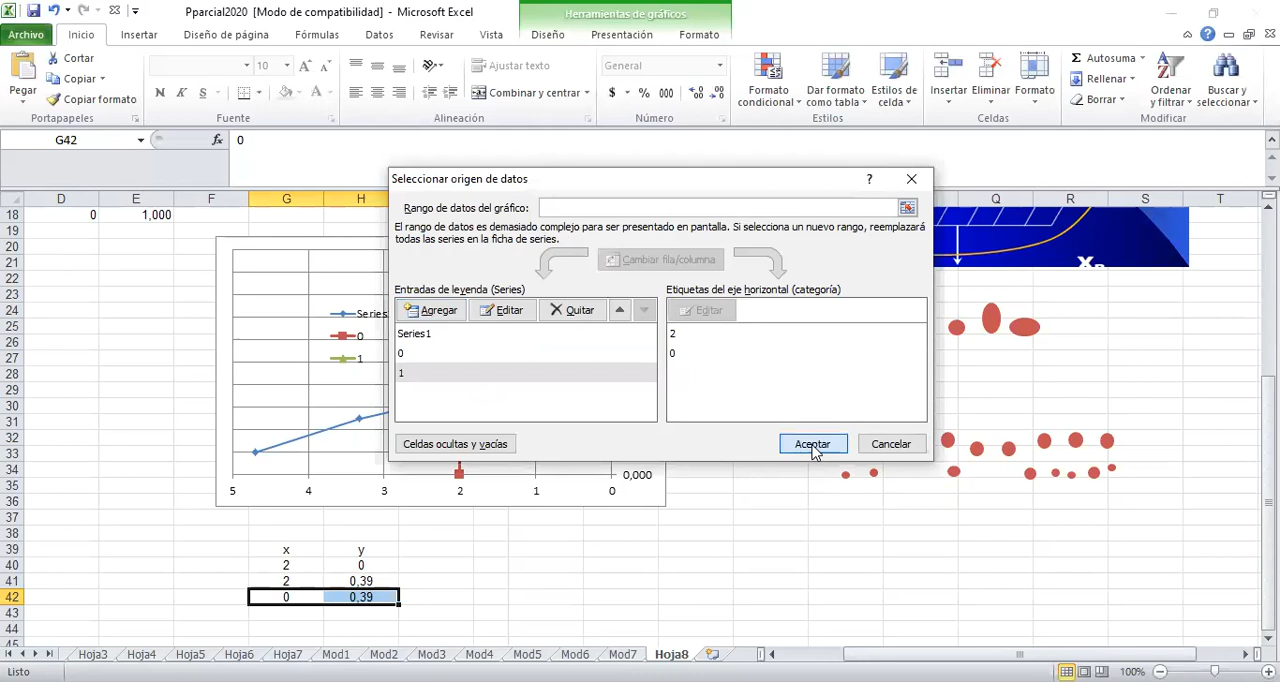 Pparcial2020 [Modo de compatibilidad] - Microsoft Excel
Herramientas de gráficos
Archivo Inicio Insertar Diseño de página Fórmulas Datos Revisar Vista Diseño Presentación Formato
Pegar
Cortar
Copiar
Copiar formato
Portapapeles
10
N K S
Fuente
Ajustar texto
Combinar y centrar
Alineación
General
$ % 000
Número
Formato condicional
Dar formato como tabla
Estilos de celda
Estilos
Insertar Eliminar Formato
Celdas
Autosuma
Rellenar
Borrar
Ordenar y filtrar
Buscar y seleccionar
Modificar
G42 fx 0
D E F G H Q R S T
18 0 1,000
19
20
21
22
23
24
25
26
27
28
29
30
31
32
33
34
35
36
37
38
39 x y
40 2 0
41 2 0,39
42 0 0,39
43
44
45
Series
0
1
0,000
5 4 3 2 1 0
Seleccionar origen de datos
Rango de datos del gráfico:
El rango de datos es demasiado complejo para ser presentado en pantalla. Si selecciona un nuevo rango, reemplazará
todas las series en la ficha de series.
Cambiar fila/columna
Entradas de leyenda (Series)
Agregar Editar Quitar
Series1
0
1
Etiquetas del eje horizontal (categoría)
Editar
2
0
Celdas ocultas y vacías
Aceptar Cancelar
Hoja3 Hoja4 Hoja5 Hoja6 Hoja7 Mod1 Mod2 Mod3 Mod4 Mod5 Mod6 Mod7 Hoja8
Listo
100%